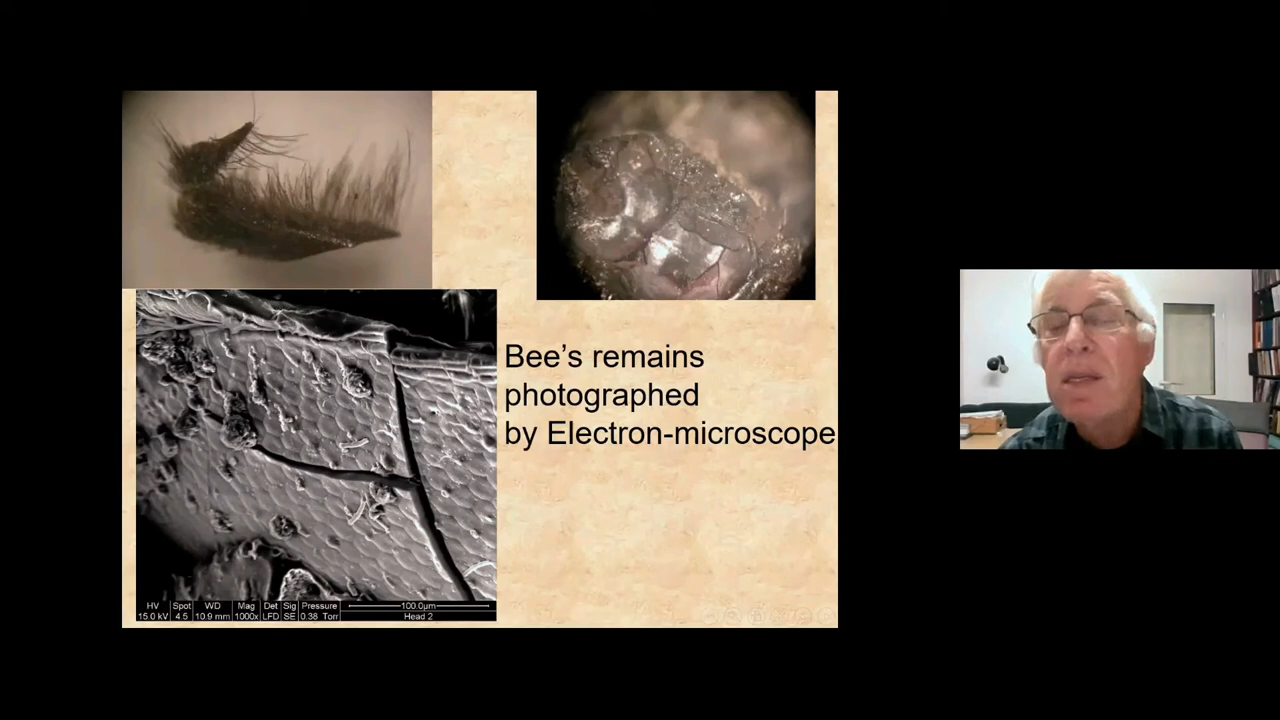 Bee’s remains
photographed
by Electron-microscope
HV Spot WD Mag Det Sig Pressure 100.0µm
15.0 kV 4.5 10.9 mm 1000x LFD SE 0.38 Torr Head 2